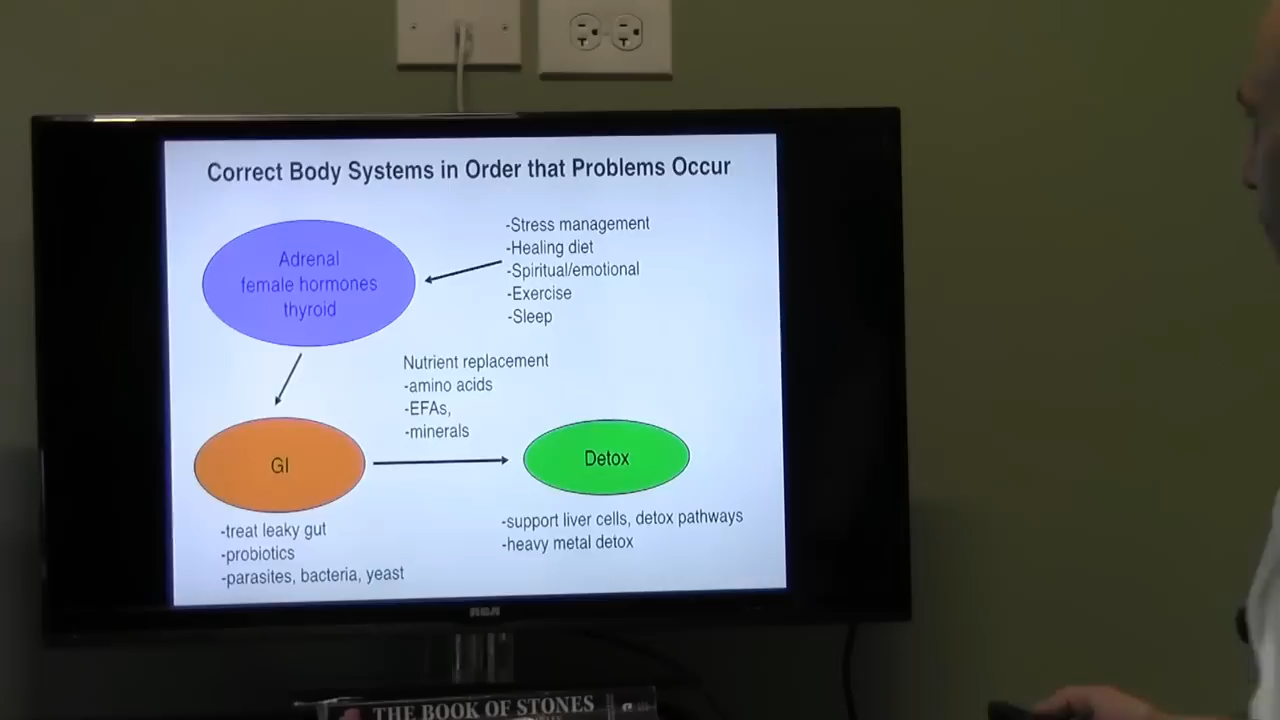 Correct Body Systems in Order that Problems Occur
Adrenal
female hormones
thyroid
-Stress management
-Healing diet
-Spiritual/emotional
-Exercise
-Sleep
Nutrient replacement
-amino acids
-EFAs,
-minerals
GI
Detox
-treat leaky gut
-probiotics
-parasites, bacteria, yeast
-support liver cells, detox pathways
-heavy metal detox
RCA
THE BOOK OF STONES